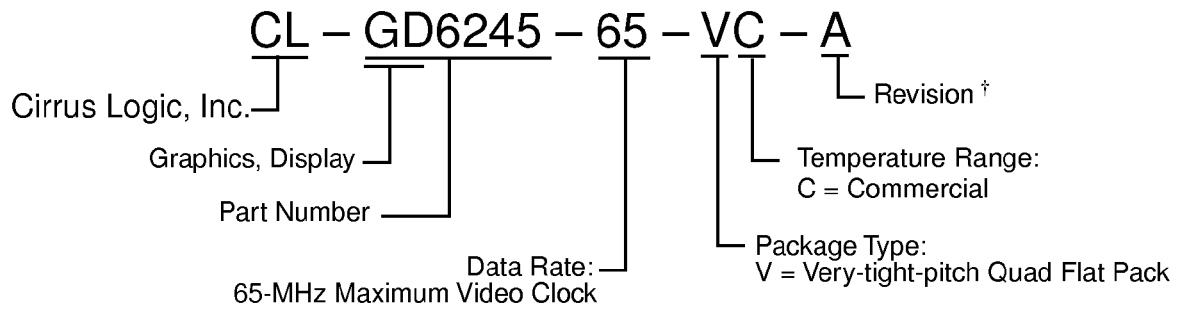 CL – GD6245 – 65 – VC – A
Revision †
Cirrus Logic, Inc.
Graphics, Display
Temperature Range:
C = Commercial
Part Number
Package Type:
V = Very-tight-pitch Quad Flat Pack
Data Rate:
65-MHz Maximum Video Clock